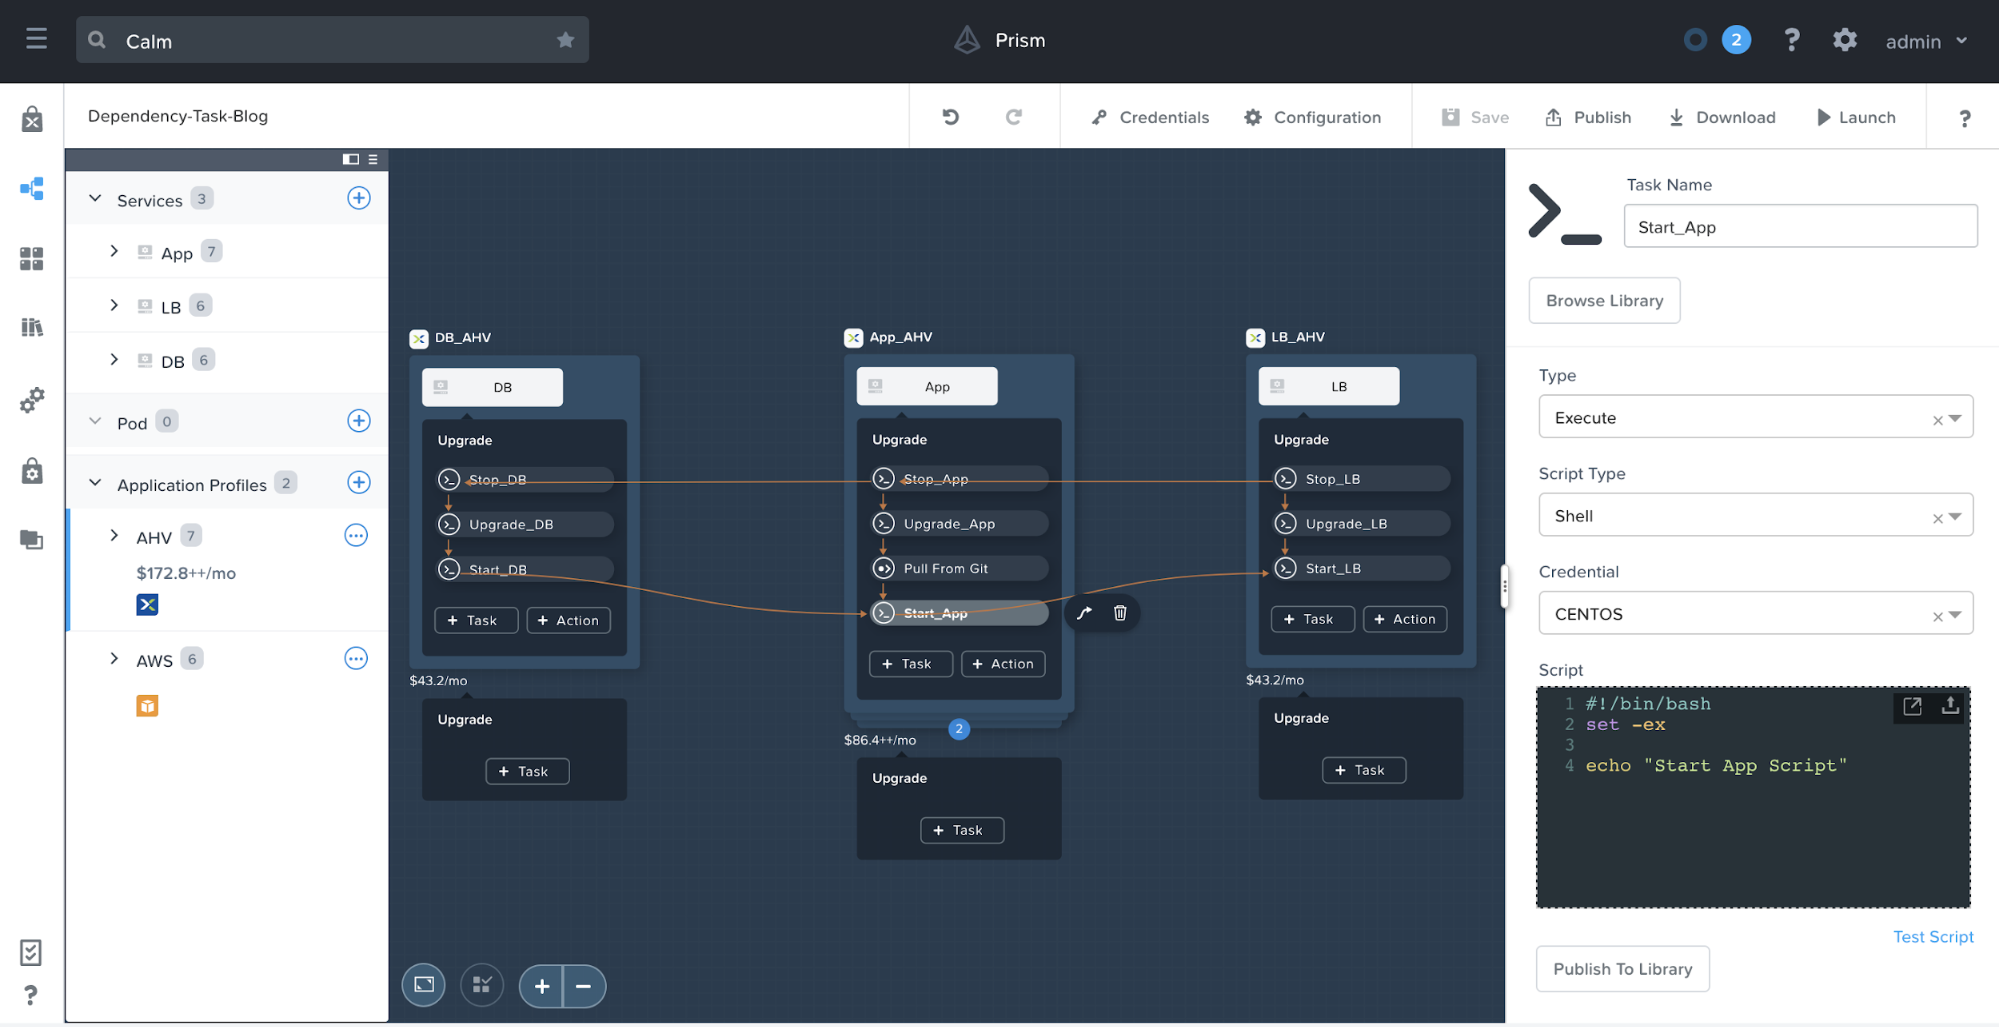 Calm
Prism
2
?
admin
Dependency-Task-Blog
Credentials
Configuration
Save
Publish
Download
Launch
?
Services 3
App 7
LB 6
DB 6
Pod 0
Application Profiles 2
AHV 7
$172.8++/mo
AWS 6
?
DB_AHV
DB
Upgrade
Stop_DB
Upgrade_DB
Start_DB
+ Task
+ Action
$43.2/mo
Upgrade
+ Task
App_AHV
App
Upgrade
Stop_App
Upgrade_App
Pull From Git
Start_App
+ Task
+ Action
2
$86.4++/mo
Upgrade
+ Task
LB_AHV
LB
Upgrade
Stop_LB
Upgrade_LB
Start_LB
+ Task
+ Action
$43.2/mo
Upgrade
+ Task
Task Name
Start_App
Browse Library
Type
Execute
Script Type
Shell
Credential
CENTOS
Script
1 #!/bin/bash
2 set -ex
3
4 echo "Start App Script"
Test Script
Publish To Library